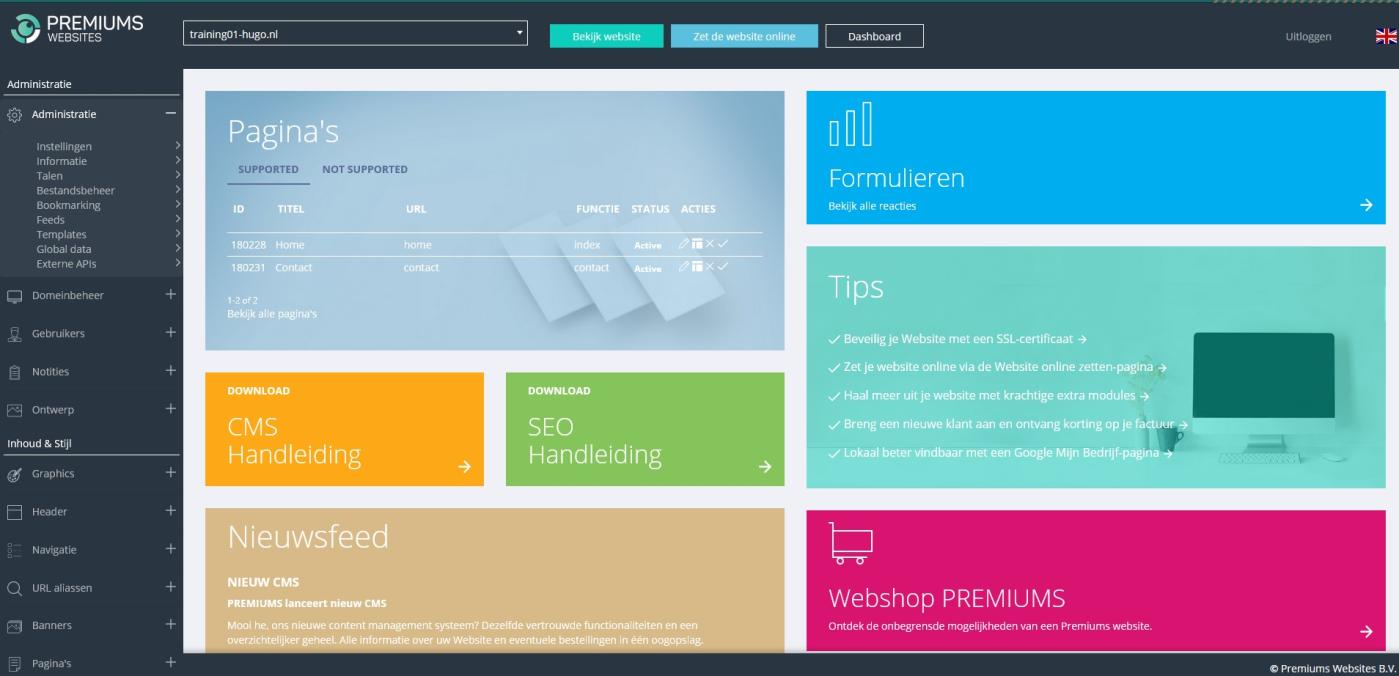 PREMIUMS
WEBSITES
training01-hugo.nl
Bekijk website
Zet de website online
Dashboard
Uitloggen
Administratie
Administratie
Instellingen
Informatie
Talen
Bestandsbeheer
Bookmarking
Feeds
Templates
Global data
Externe APIs
Domeinbeheer
Gebruikers
Notities
Ontwerp
Inhoud & Stijl
Graphics
Header
Navigatie
URL aliassen
Banners
Pagina's
Pagina's
SUPPORTED NOT SUPPORTED
ID TITEL URL FUNCTIE STATUS ACTIES
180228 Home home index Active
180231 Contact contact contact Active
1-2 of 2
Bekijk alle pagina's
DOWNLOAD
CMS
Handleiding
DOWNLOAD
SEO
Handleiding
Nieuwsfeed
NIEUW CMS
PREMIUMS lanceert nieuw CMS
Mooi he, ons nieuwe content management systeem? Dezelfde vertrouwde functionaliteiten en een
overzichtelijker geheel. Alle informatie over uw Website en eventuele bestellingen in één oogopslag.
Formulieren
Bekijk alle reacties
Tips
Beveilig je Website met een SSL-certificaat
Zet je website online via de Website online zetten-pagina
Haal meer uit je website met krachtige extra modules
Breng een nieuwe klant aan en ontvang korting op je factuur
Lokaal beter vindbaar met een Google Mijn Bedrijf-pagina
Webshop PREMIUMS
Ontdek de onbegrensde mogelijkheden van een Premiums website.
© Premiums Websites B.V.